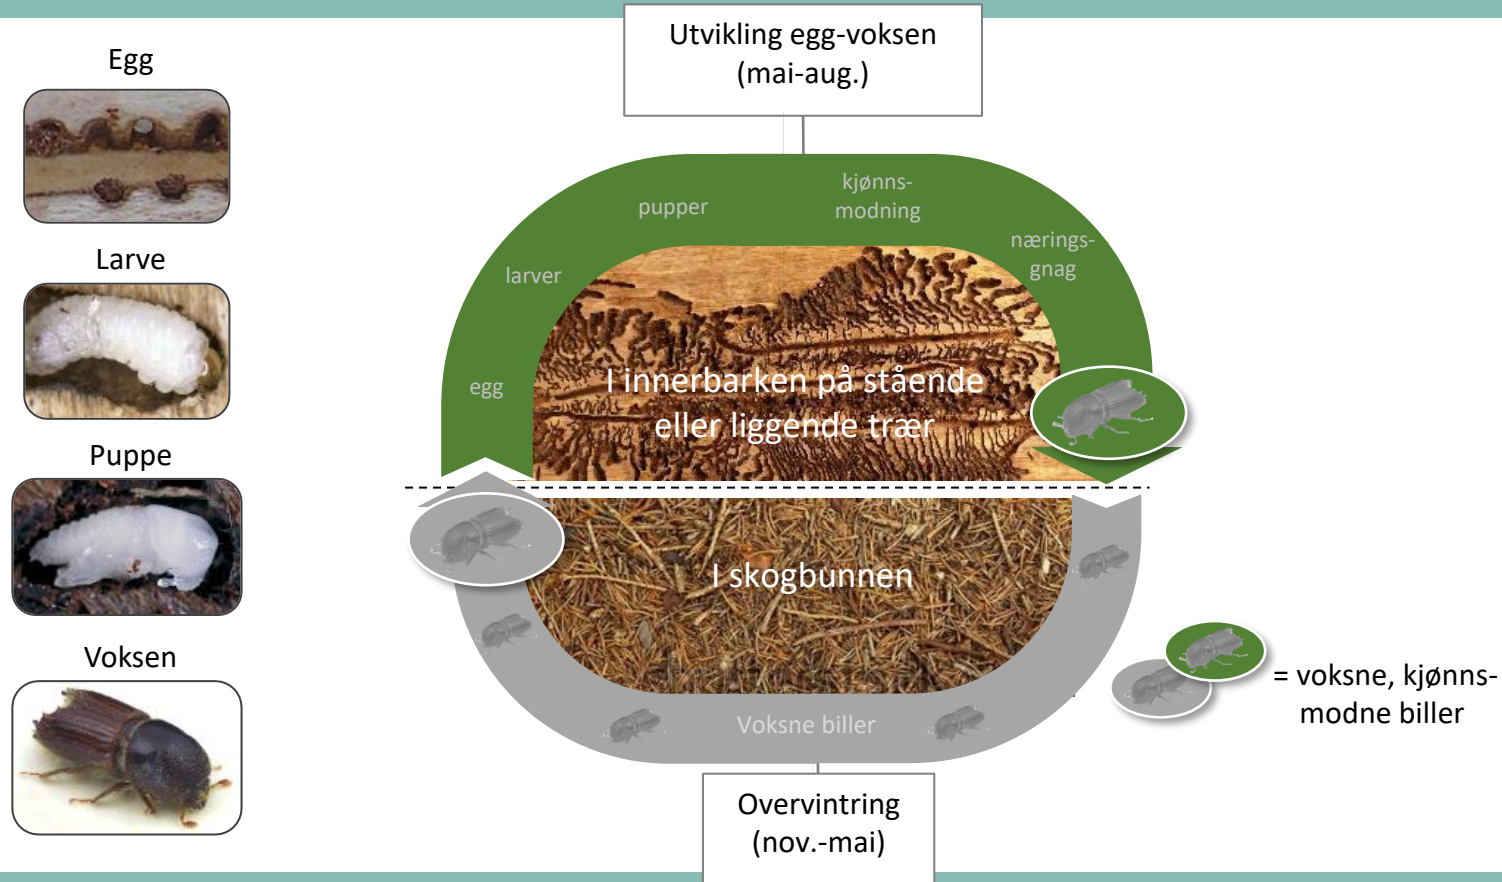 Egg
Larve
Puppe
Voksen
Utvikling egg-voksen
(mai-aug.)
egg
larver
pupper
kjønns-
modning
nærings-
gnag
I innerbarken på stående
eller liggende trær
I skogbunnen
Voksne biller
= voksne, kjønns-
modne biller
Overvintring
(nov.-mai)